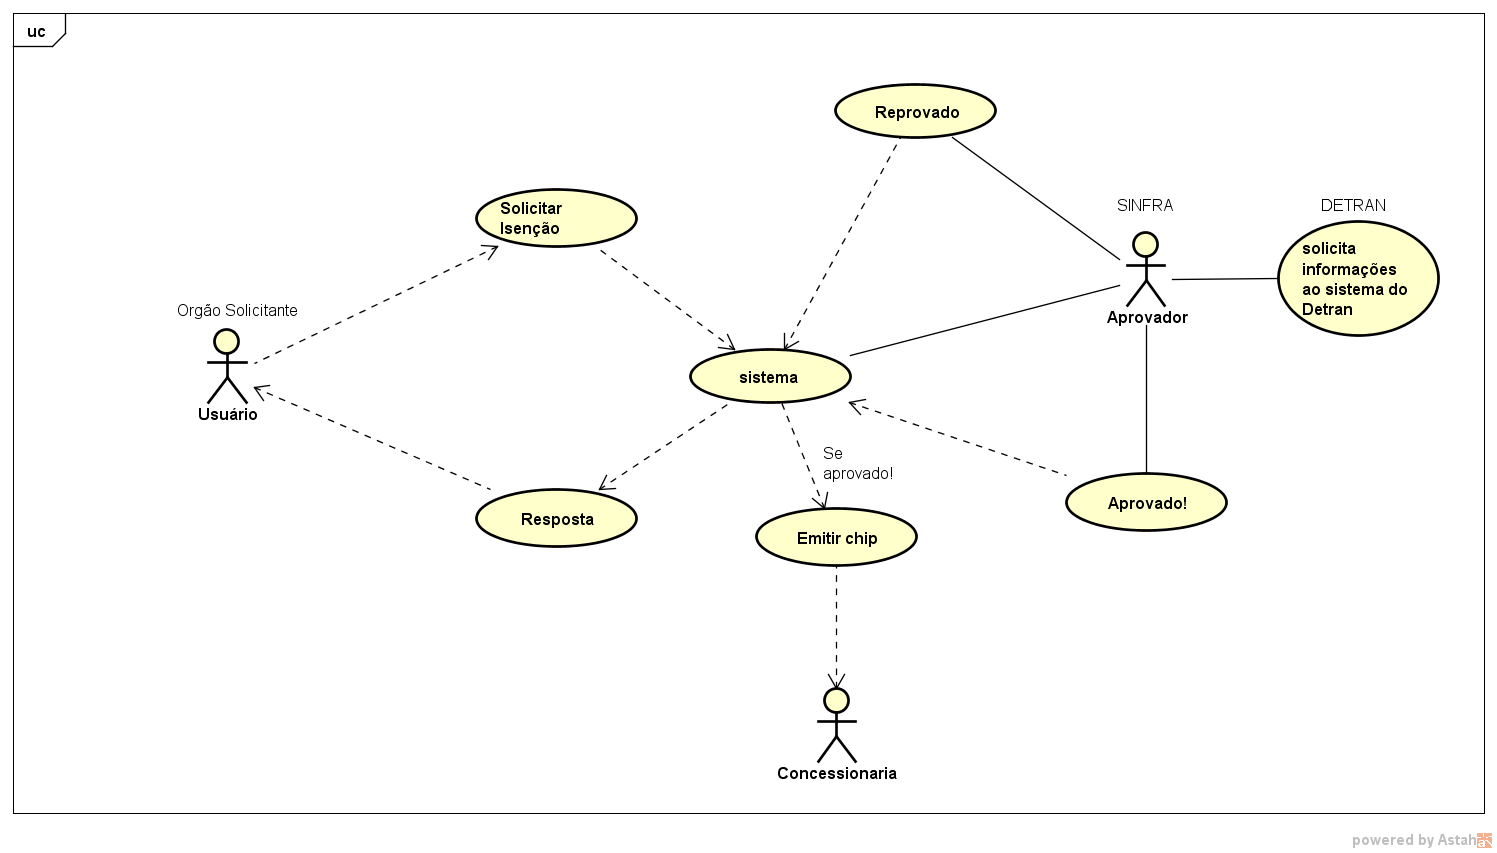 uc
Reprovado
Solicitar
Isenção
SINFRA
DETRAN
solicita
informações
ao sistema do
Detran
Aprovador
Orgão Solicitante
Usuário
sistema
Se
aprovado!
Resposta
Emitir chip
Aprovado!
Concessionaria
powered by Astah